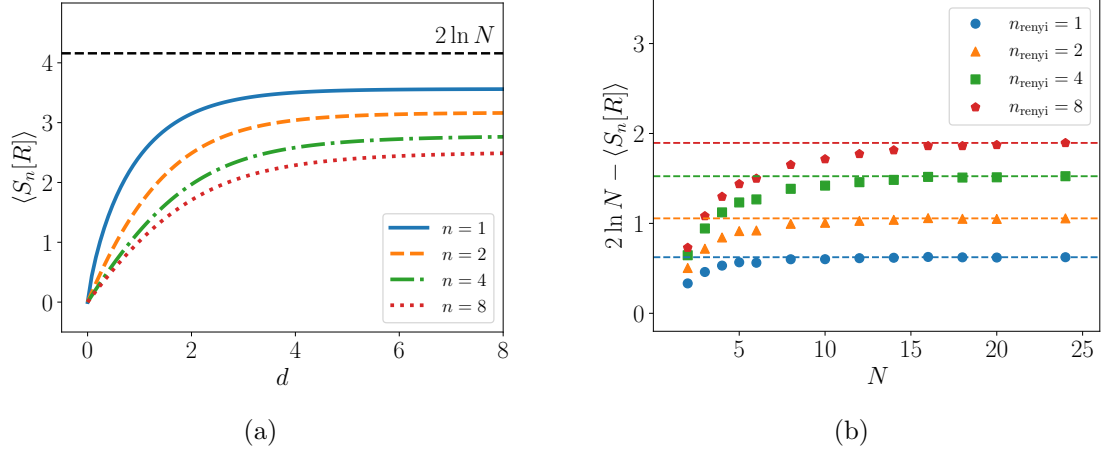 2 ln N
⟨S_n[R]⟩
4
3
2
1
0
0 2 4 6 8
d
n = 1
n = 2
n = 4
n = 8
(a)
2 ln N − ⟨S_n[R]⟩
3
2
1
0
5 10 15 20 25
N
n_renyi = 1
n_renyi = 2
n_renyi = 4
n_renyi = 8
(b)